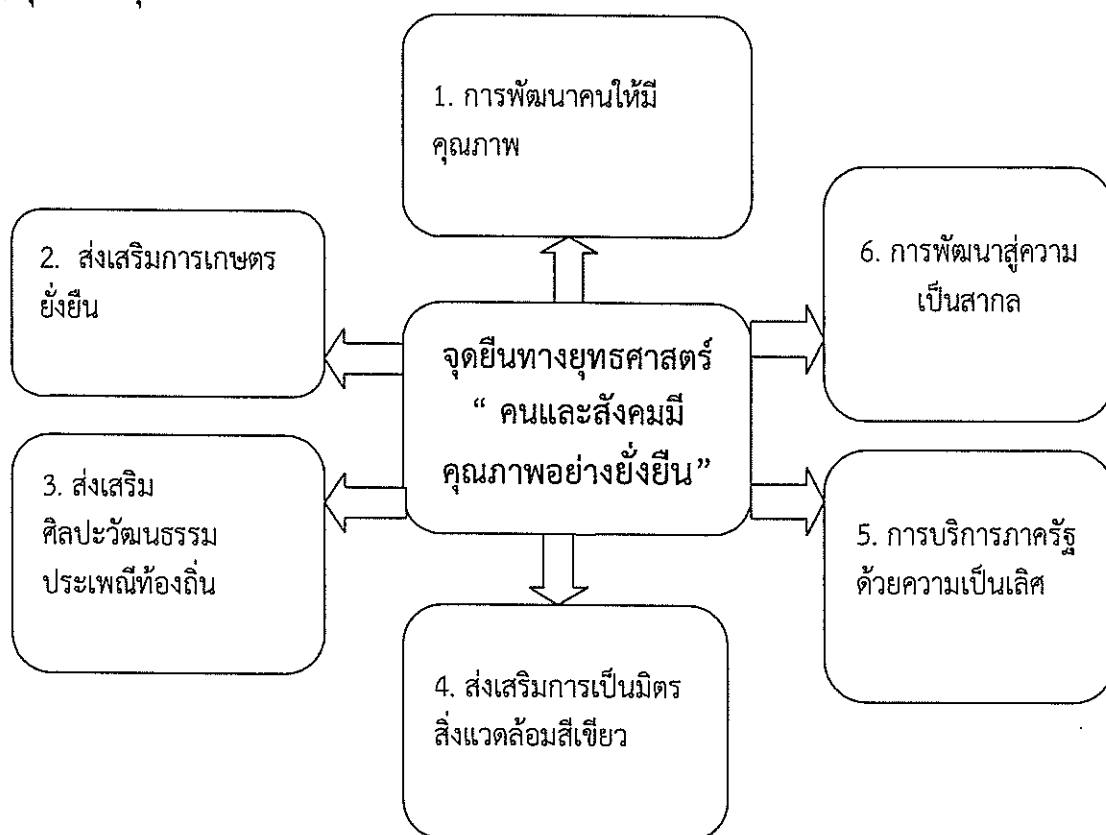 1. การพัฒนาคนให้มี
คุณภาพ
2. ส่งเสริมการเกษตร
ยั่งยืน
3. ส่งเสริม
ศิลปะวัฒนธรรม
ประเพณีท้องถิ่น
จุดยืนทางยุทธศาสตร์
“ คนและสังคมมี
คุณภาพอย่างยั่งยืน”
6. การพัฒนาสู่ความ
เป็นสากล
5. การบริการภาครัฐ
ด้วยความเป็นเลิศ
4. ส่งเสริมการเป็นมิตร
สิ่งแวดล้อมสีเขียว